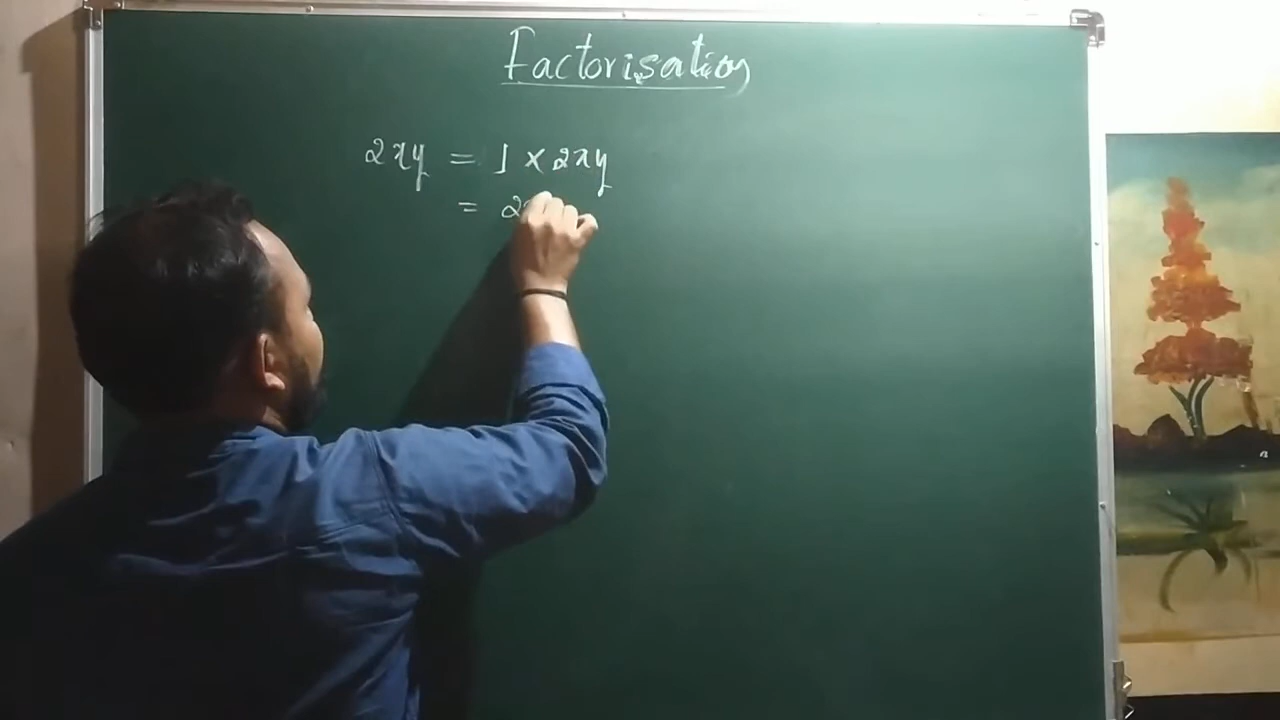 Factorisation
2xy = 1 × 2xy
= 2